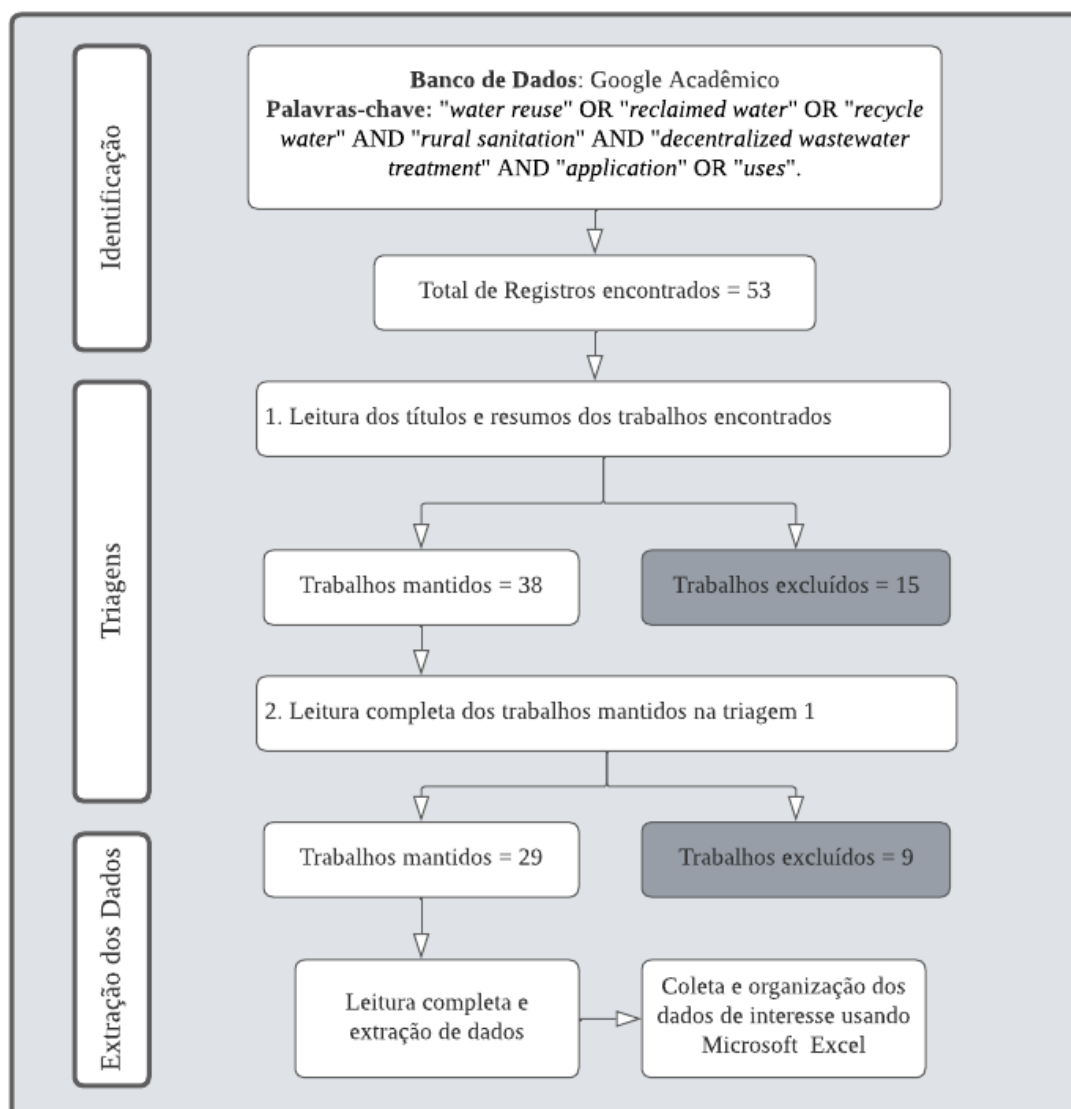 Identificação
Banco de Dados: Google Acadêmico
Palavras-chave: "water reuse" OR "reclaimed water" OR "recycle
water" AND "rural sanitation" AND "decentralized wastewater
treatment" AND "application" OR "uses".
Total de Registros encontrados = 53
Triagens
1. Leitura dos títulos e resumos dos trabalhos encontrados
Trabalhos mantidos = 38
Trabalhos excluídos = 15
2. Leitura completa dos trabalhos mantidos na triagem 1
Trabalhos mantidos = 29
Trabalhos excluídos = 9
Extração dos Dados
Leitura completa e
extração de dados
Coleta e organização dos
dados de interesse usando
Microsoft Excel